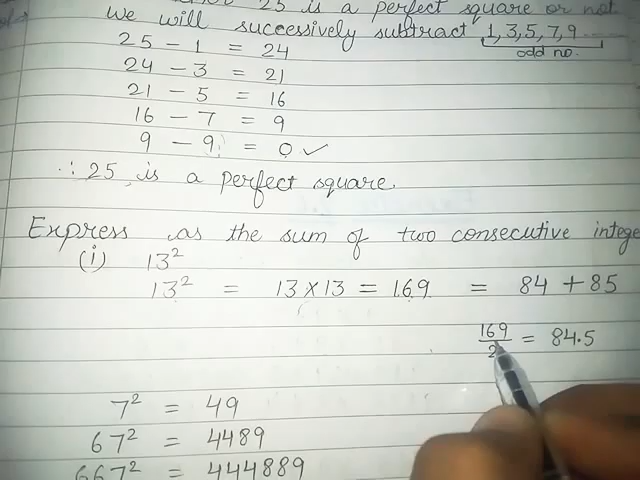 25 is a perfect square or not
we will successively subtract 1, 3, 5, 7, 9 ......
odd no.
25 - 1 = 24
24 - 3 = 21
21 - 5 = 16
16 - 7 = 9
9 - 9 = 0 ✓
∴ 25 is a perfect square.
Express as the sum of two consecutive intege
(i) 13²
13² = 13 × 13 = 169 = 84 + 85
169/2 = 84.5
7² = 49
67² = 4489
667² = 444889